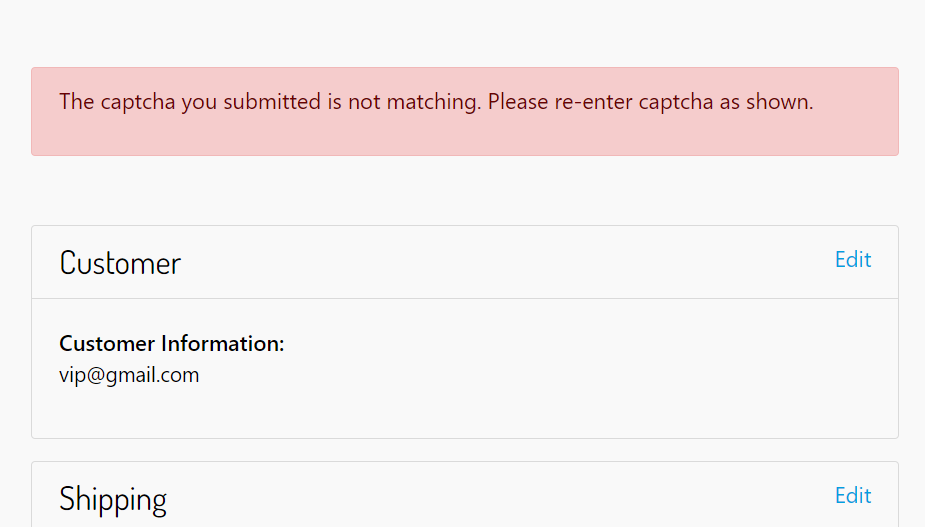 The captcha you submitted is not matching. Please re-enter captcha as shown.
Customer
Edit
Customer Information:
vip@gmail.com
Shipping
Edit